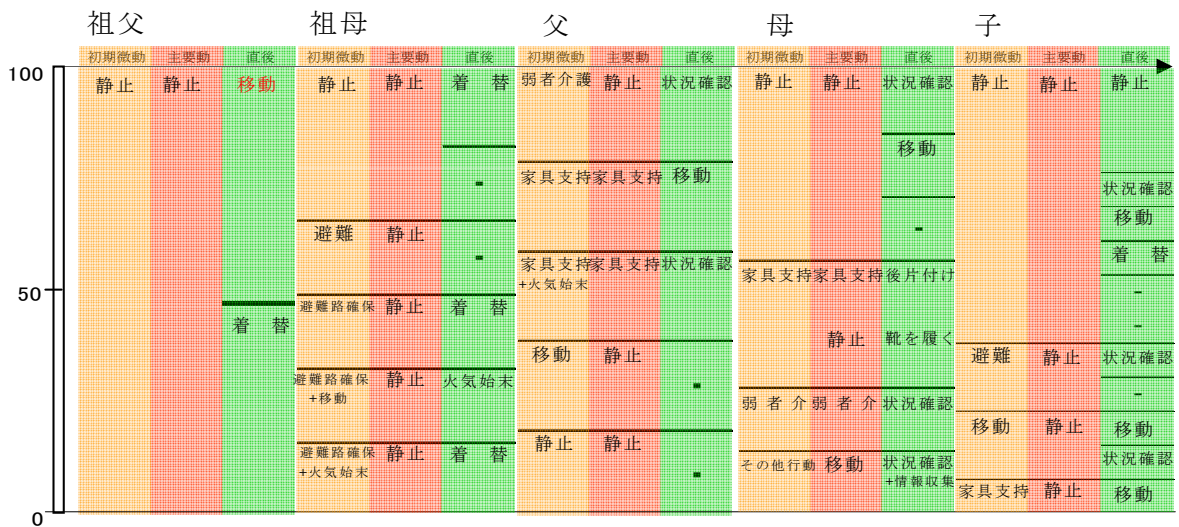 祖父 祖母 父 母 子
初期微動 主要動 直後 初期微動 主要動 直後 初期微動 主要動 直後 初期微動 主要動 直後 初期微動 主要動 直後
100
静止 静止 移動 静止 静止 着 替 弱者介護 静止 状況確認 静止 静止 状況確認 静止 静止 静止
移動
家具支持 家具支持 移動
状況確認
移動
避難 静止
着 替
家具支持 家具支持 状況確認
+火気始末
家具支持 家具支持 後片付け
50
避難路確保 静止 着 替
着 替
静止 靴を履く
移動 静止
避難 静止 状況確認
避難路確保 静止 火気始末
+移動
弱 者 介 弱 者 介 状況確認
移動 静止 移動
静止 静止
避難路確保 静止 着 替
+火気始末
その他行動 移動 状況確認
+情報収集
状況確認
家具支持 静止 移動
0